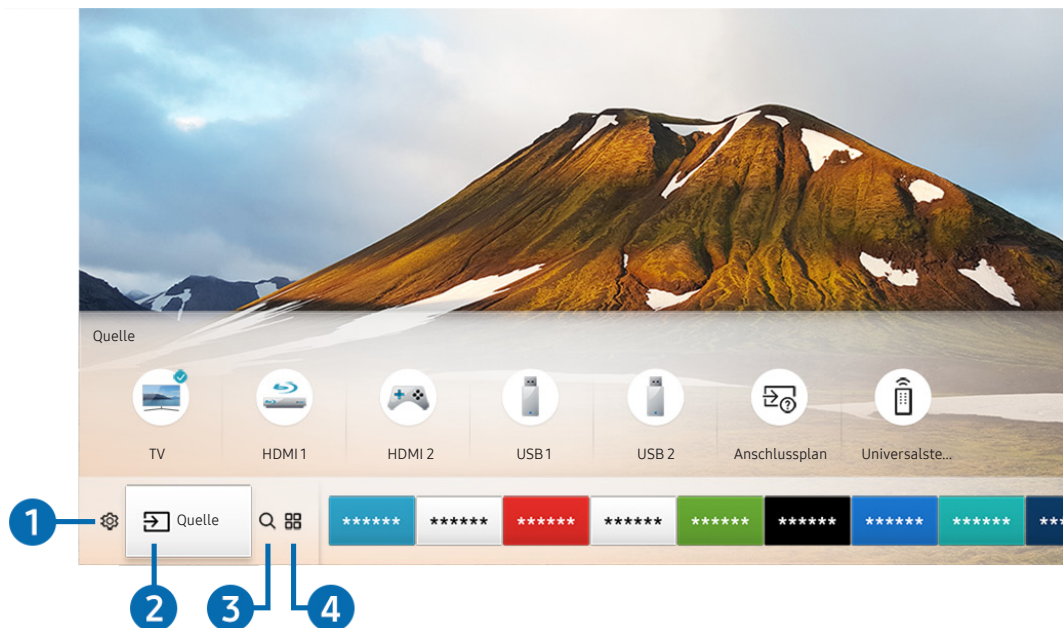 Quelle
TV
HDMI 1
HDMI 2
USB 1
USB 2
Anschlussplan
Universalste...
1
Quelle
******
******
******
******
******
******
******
******
***
2
3
4